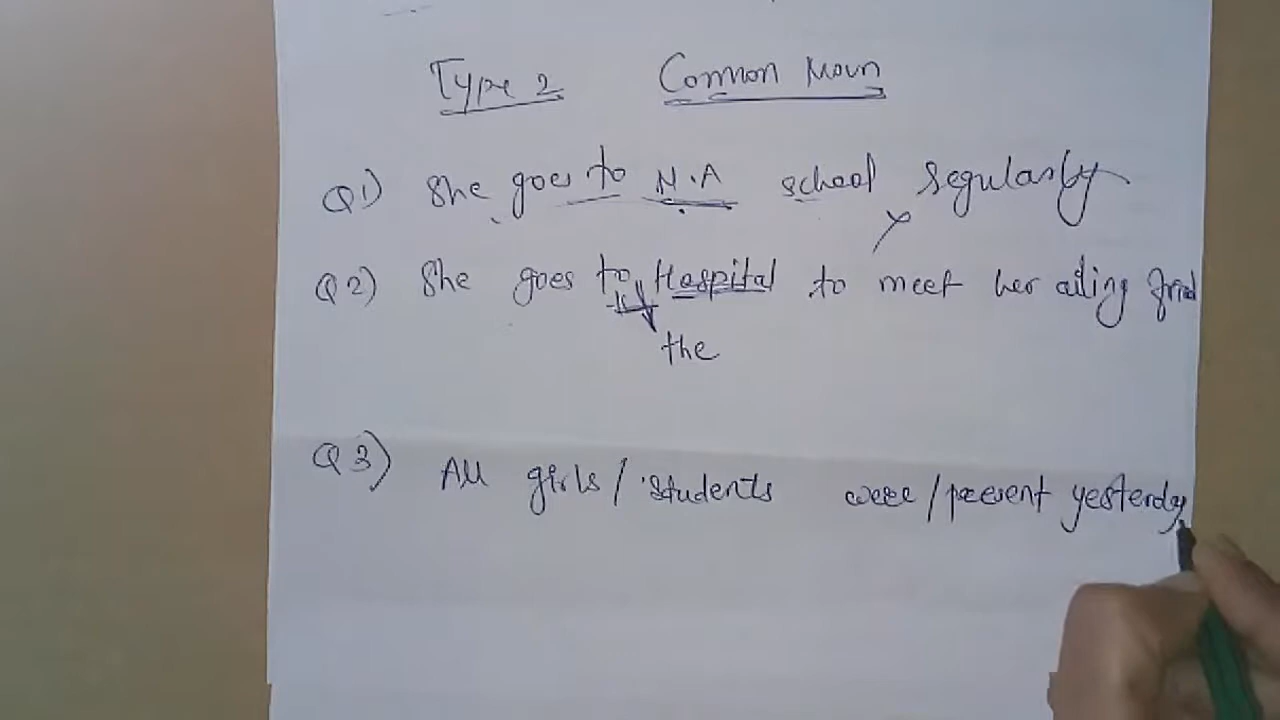 Type 2 Common Noun
Q1) She goes to N.A school regularly
Q2) She goes to Hospital to meet her ailing frnd
the
Q3) All girls / students were / present yesterday